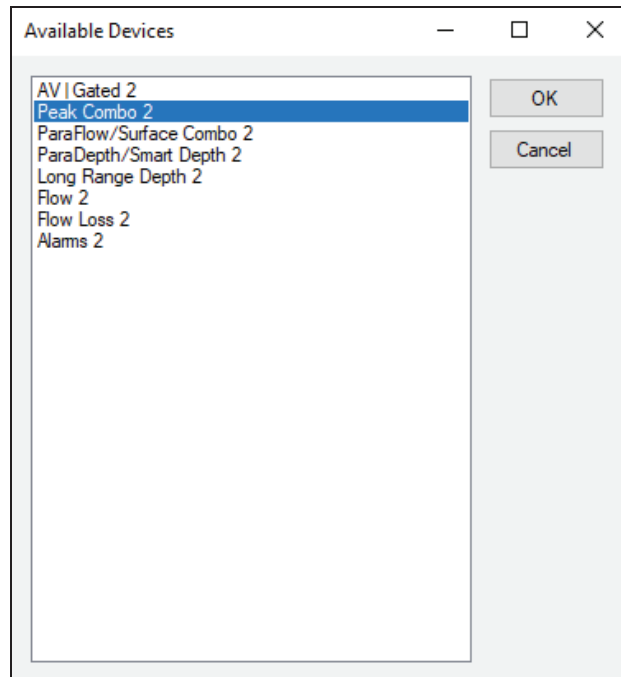 Available Devices
AV|Gated 2
Peak Combo 2
ParaFlow/Surface Combo 2
ParaDepth/Smart Depth 2
Long Range Depth 2
Flow 2
Flow Loss 2
Alarms 2
OK
Cancel